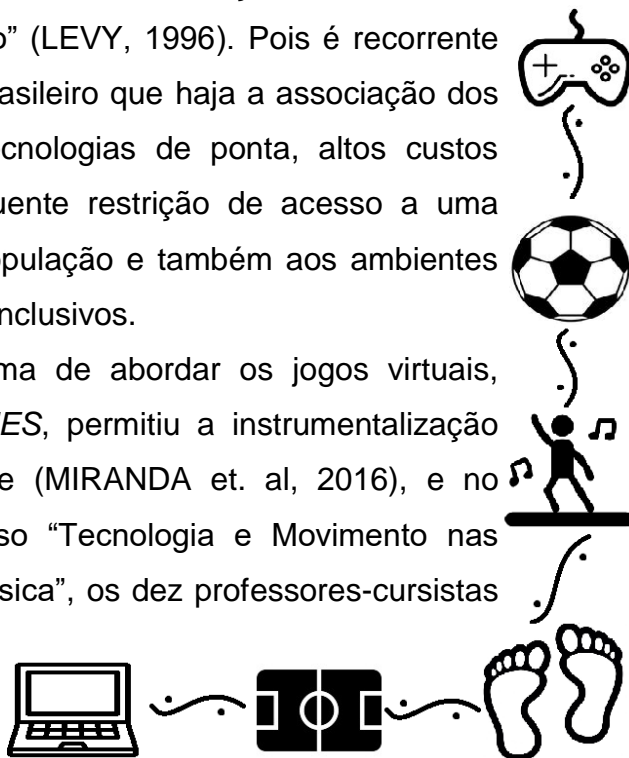 o” (LEVY, 1996). Pois é recorrente
asileiro que haja a associação dos
cnologias de ponta, altos custos
uente restrição de acesso a uma
opulação e também aos ambientes
nclusivos.
ma de abordar os jogos virtuais,
ES, permitiu a instrumentalização
e (MIRANDA et. al, 2016), e no
so “Tecnologia e Movimento nas
sica”, os dez professores-cursistas